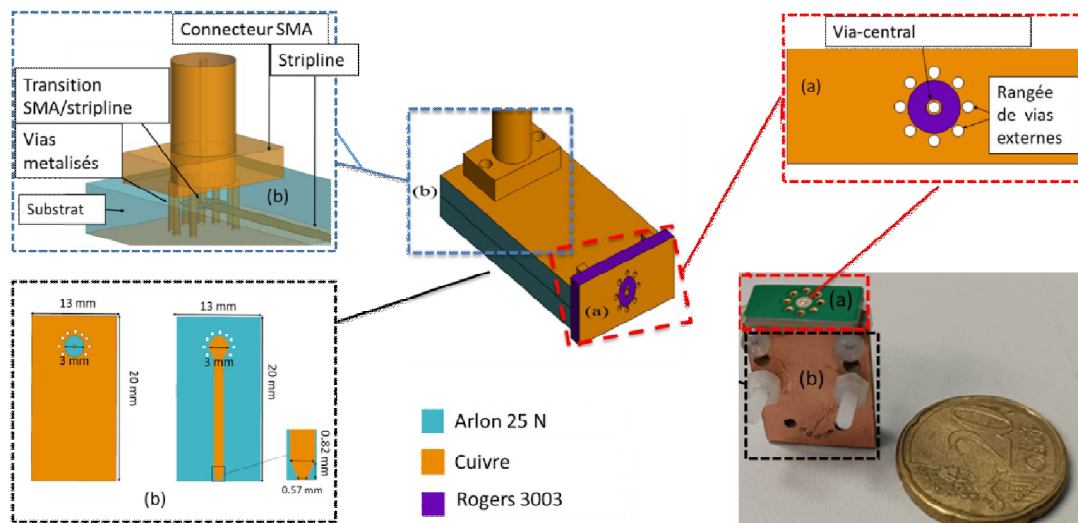 Connecteur SMA
Stripline
Transition
SMA/stripline
Vias
metalisés
Substrat
(b)
(b)
(a)
Via-central
(a)
Rangée
de vias
externes
13 mm
3 mm
20 mm
13 mm
3 mm
20 mm
0.82
mm
0.57 mm
(b)
Arlon 25 N
Cuivre
Rogers 3003
(a)
(b)
20